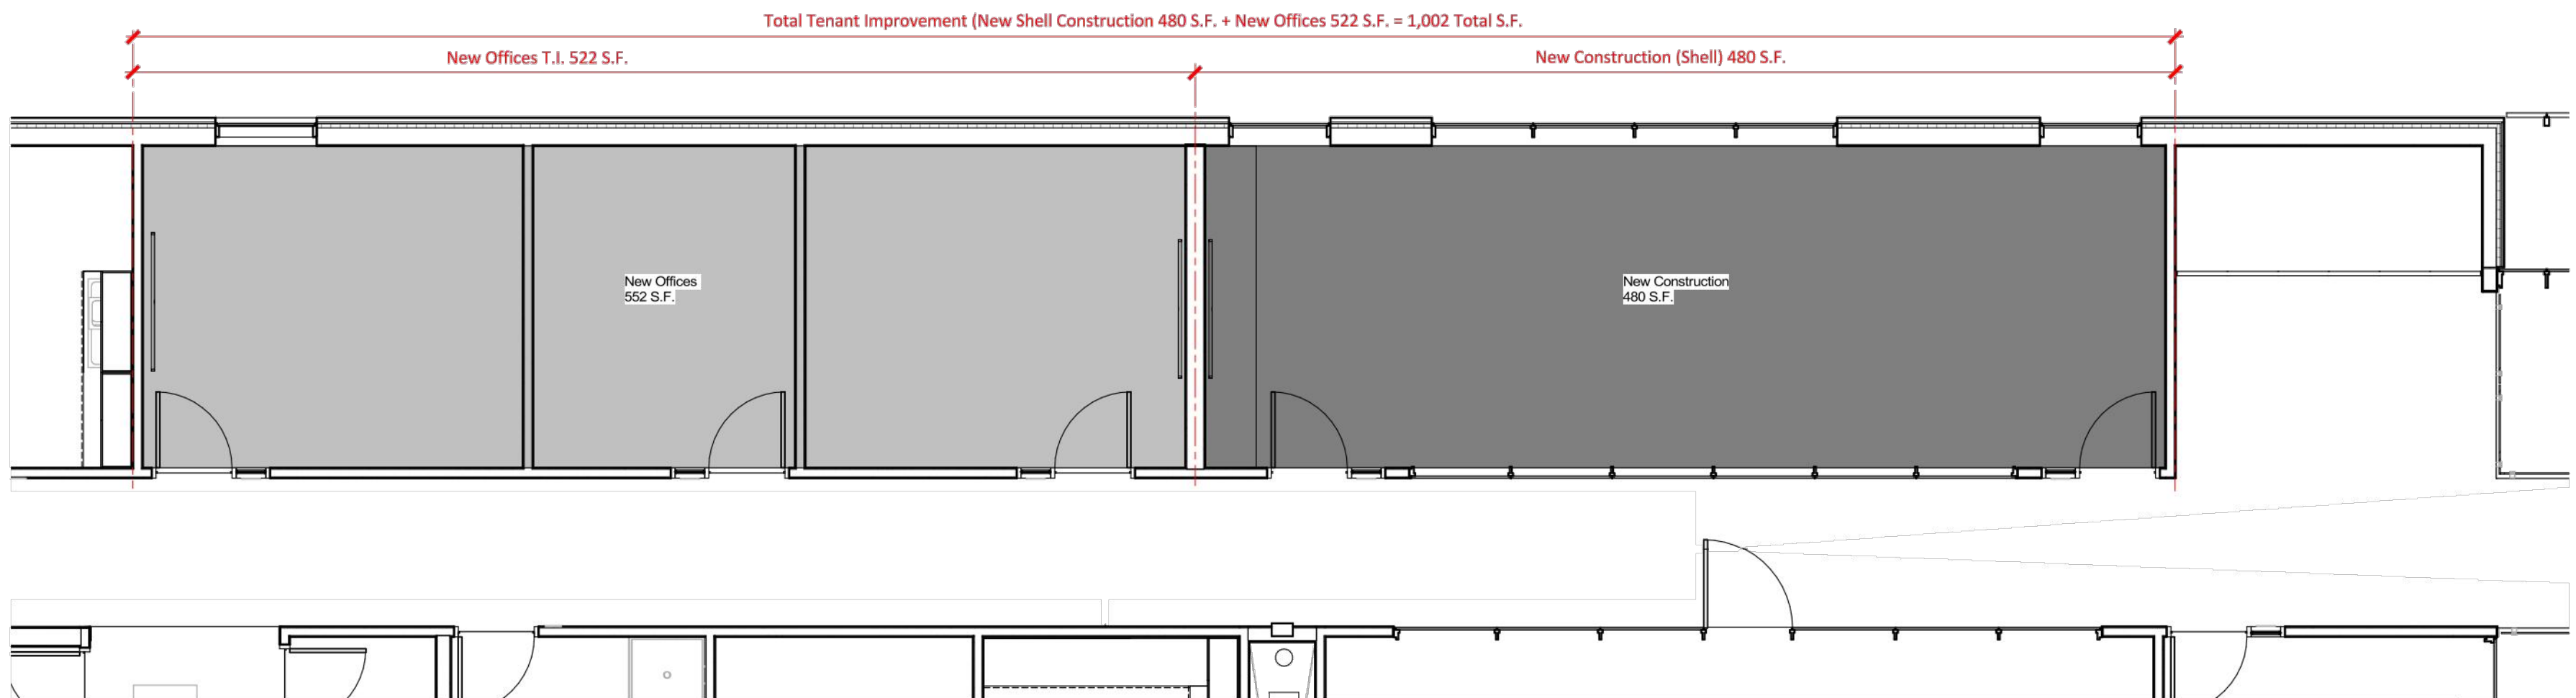 Total Tenant Improvement (New Shell Construction 480 S.F. + New Offices 522 S.F. = 1,002 Total S.F.
New Offices T.I. 522 S.F.
New Construction (Shell) 480 S.F.
New Offices
552 S.F.
New Construction
480 S.F.